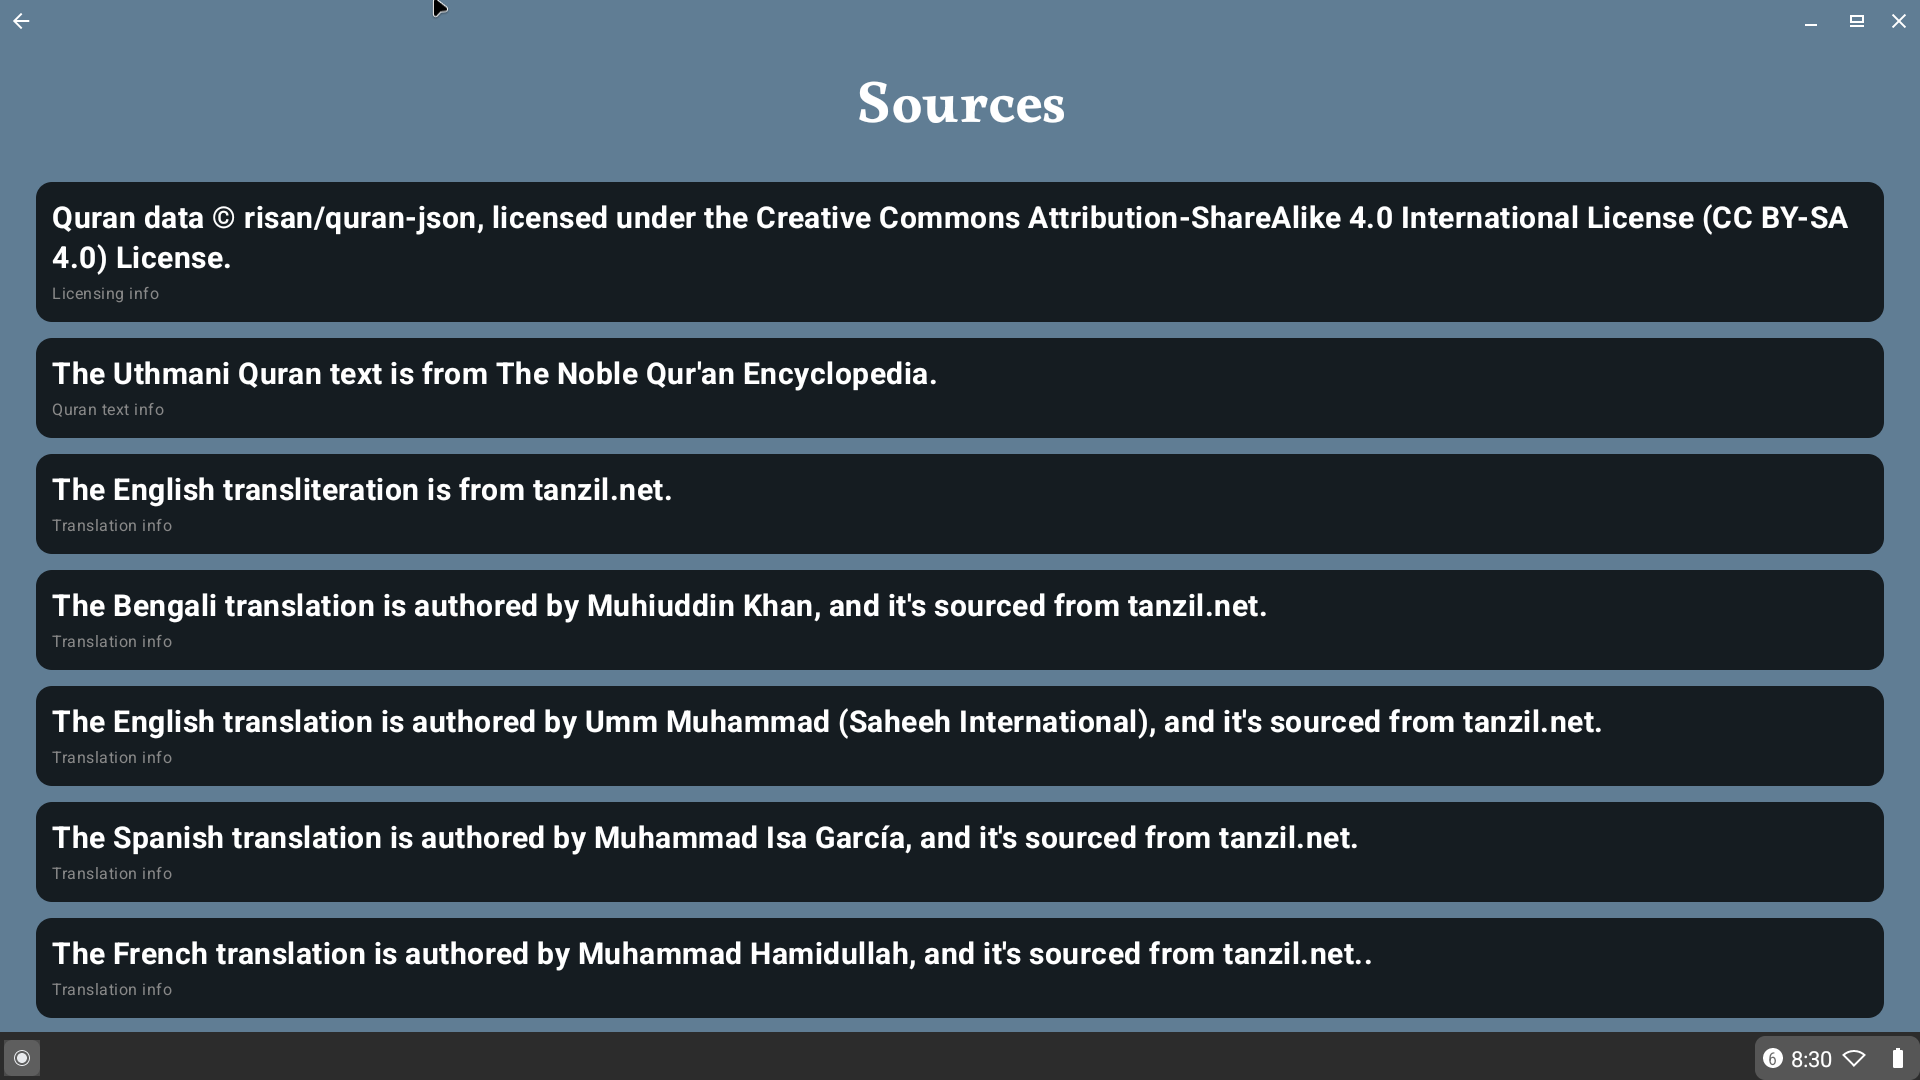 Sources
Quran data © risan/quran-json, licensed under the Creative Commons Attribution-ShareAlike 4.0 International License (CC BY-SA
4.0) License.
Licensing info
The Uthmani Quran text is from The Noble Qur'an Encyclopedia.
Quran text info
The English transliteration is from tanzil.net.
Translation info
The Bengali translation is authored by Muhiuddin Khan, and it's sourced from tanzil.net.
Translation info
The English translation is authored by Umm Muhammad (Saheeh International), and it's sourced from tanzil.net.
Translation info
The Spanish translation is authored by Muhammad Isa García, and it's sourced from tanzil.net.
Translation info
The French translation is authored by Muhammad Hamidullah, and it's sourced from tanzil.net..
Translation info
6 8:30